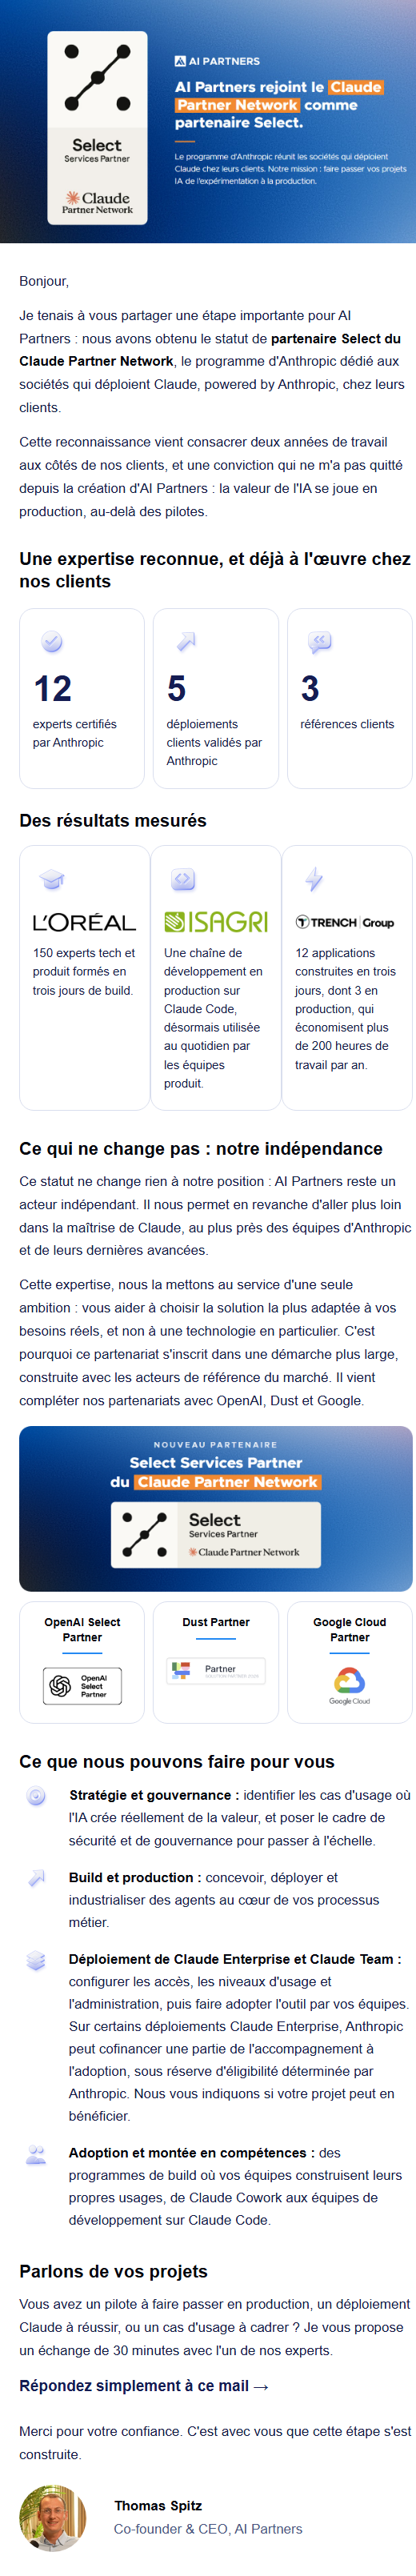 Select
Services Partner
Claude
Partner Network
AI PARTNERS
AI Partners rejoint le Claude
Partner Network comme
partenaire Select.
Le programme d'Anthropic réunit les sociétés qui déploient
Claude chez leurs clients. Notre mission : faire passer vos projets
IA de l'expérimentation à la production.
Bonjour,
Je tenais à vous partager une étape importante pour AI
Partners : nous avons obtenu le statut de partenaire Select du
Claude Partner Network, le programme d'Anthropic dédié aux
sociétés qui déploient Claude, powered by Anthropic, chez leurs
clients.
Cette reconnaissance vient consacrer deux années de travail
aux côtés de nos clients, et une conviction qui ne m'a pas quitté
depuis la création d'AI Partners : la valeur de l'IA se joue en
production, au-delà des pilotes.
Une expertise reconnue, et déjà à l'œuvre chez
nos clients
12
experts certifiés
par Anthropic
5
déploiements
clients validés par
Anthropic
3
références clients
Des résultats mesurés
L'ORÉAL
150 experts tech et
produit formés en
trois jours de build.
ISAGRI
Une chaîne de
développement en
production sur
Claude Code,
désormais utilisée
au quotidien par
les équipes
produit.
TRENCH Group
12 applications
construites en trois
jours, dont 3 en
production, qui
économisent plus
de 200 heures de
travail par an.
Ce qui ne change pas : notre indépendance
Ce statut ne change rien à notre position : AI Partners reste un
acteur indépendant. Il nous permet en revanche d'aller plus loin
dans la maîtrise de Claude, au plus près des équipes d'Anthropic
et de leurs dernières avancées.
Cette expertise, nous la mettons au service d'une seule
ambition : vous aider à choisir la solution la plus adaptée à vos
besoins réels, et non à une technologie en particulier. C'est
pourquoi ce partenariat s'inscrit dans une démarche plus large,
construite avec les acteurs de référence du marché. Il vient
compléter nos partenariats avec OpenAI, Dust et Google.
NOUVEAU PARTENAIRE
Select Services Partner
du Claude Partner Network
Select
Services Partner
Claude Partner Network
OpenAI Select
Partner
OpenAI
Select
Partner
Dust Partner
Partner
Google Cloud
Partner
Google Cloud
Ce que nous pouvons faire pour vous
Stratégie et gouvernance : identifier les cas d'usage où
l'IA crée réellement de la valeur, et poser le cadre de
sécurité et de gouvernance pour passer à l'échelle.
Build et production : concevoir, déployer et
industrialiser des agents au cœur de vos processus
métier.
Déploiement de Claude Enterprise et Claude Team :
configurer les accès, les niveaux d'usage et
l'administration, puis faire adopter l'outil par vos équipes.
Sur certains déploiements Claude Enterprise, Anthropic
peut cofinancer une partie de l'accompagnement à
l'adoption, sous réserve d'éligibilité déterminée par
Anthropic. Nous vous indiquons si votre projet peut en
bénéficier.
Adoption et montée en compétences : des
programmes de build où vos équipes construisent leurs
propres usages, de Claude Cowork aux équipes de
développement sur Claude Code.
Parlons de vos projets
Vous avez un pilote à faire passer en production, un déploiement
Claude à réussir, ou un cas d'usage à cadrer ? Je vous propose
un échange de 30 minutes avec l'un de nos experts.
Répondez simplement à ce mail →
Merci pour votre confiance. C'est avec vous que cette étape s'est
construite.
Thomas Spitz
Co-founder & CEO, AI Partners